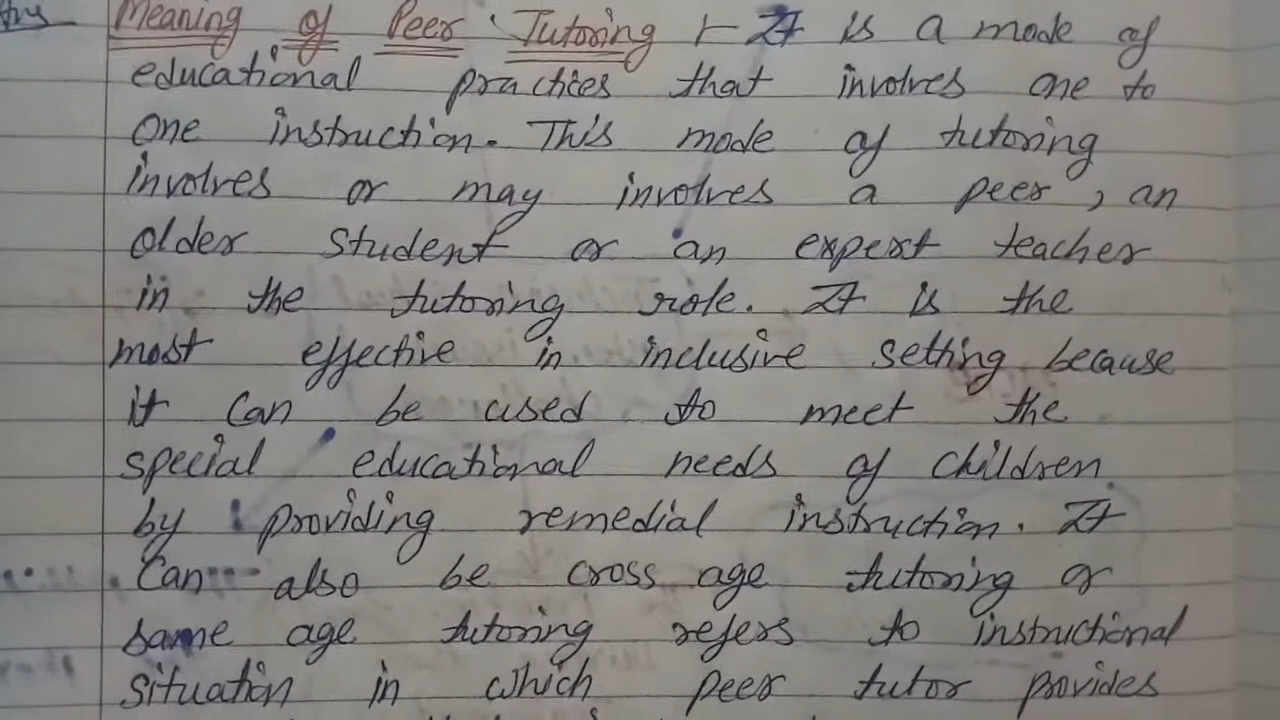 Ans Meaning of Peer Tutoring :- It is a mode of
educational practices that involves one to
one instruction. This mode of tutoring
involves or may involves a peer, an
older student or an expert teacher
in the tutoring role. It is the
most effective in inclusive setting because
it can be used to meet the
special educational needs of children
by providing remedial instruction. It
Can also be cross age tutoring or
same age tutoring refers to instructional
situation in which peer tutor provides